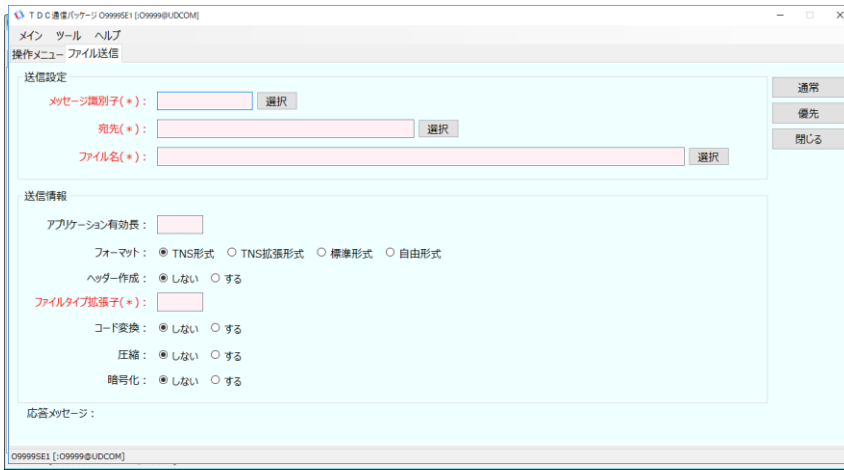 TDC通信パッケージ O9999SE1 [:O9999@UDCOM]
メイン ツール ヘルプ
操作メニュー ファイル送信
送信設定
メッセージ識別子(*): 選択
宛先(*): 選択
ファイル名(*): 選択
通常
優先
閉じる
送信情報
アプリケーション有効長:
フォーマット: TNS形式 TNS拡張形式 標準形式 自由形式
ヘッダー作成: しない する
ファイルタイプ拡張子(*):
コード変換: しない する
圧縮: しない する
暗号化: しない する
応答メッセージ:
O9999SE1 [:O9999@UDCOM]